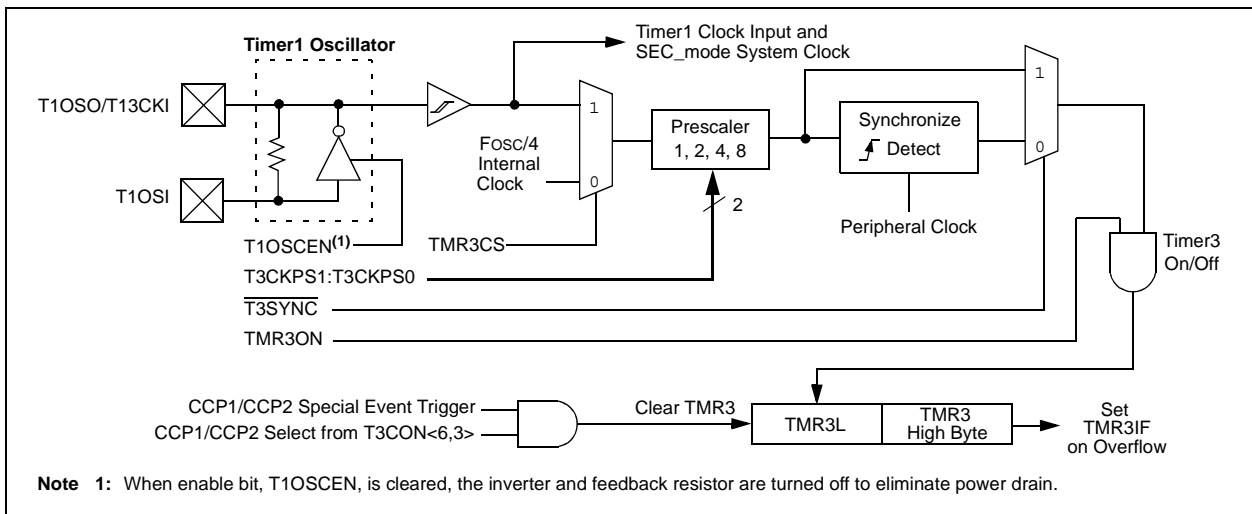 Timer1 Oscillator
Timer1 Clock Input and
SEC_mode System Clock
T1OSO/T13CKI
T1OSI
1
0
FOSC/4
Internal
Clock
Prescaler
1, 2, 4, 8
2
Synchronize
Detect
1
0
Peripheral Clock
T1OSCEN(1)
TMR3CS
T3CKPS1:T3CKPS0
T3SYNC
TMR3ON
Timer3
On/Off
CCP1/CCP2 Special Event Trigger
CCP1/CCP2 Select from T3CON<6,3>
Clear TMR3
TMR3L
TMR3
High Byte
Set
TMR3IF
on Overflow
Note 1: When enable bit, T1OSCEN, is cleared, the inverter and feedback resistor are turned off to eliminate power drain.